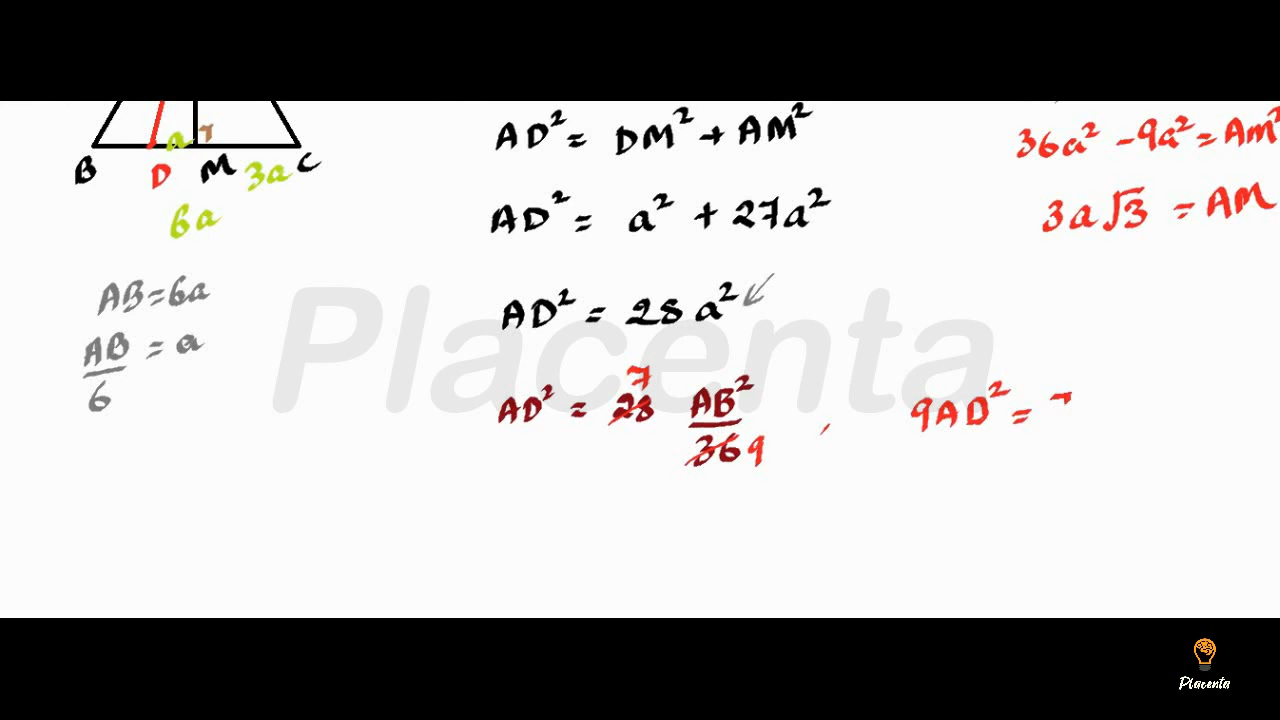 AD² = DM² + AM²
36a² - 9a² = Am²
B D a M 3a C
6a
AD² = a² + 27a²
3a√3 = AM
AB = 6a
AD² = 28a²
AB/6 = a
AD² = 28 7 AB²/36 9 , 9AD² =
Placenta
Placenta